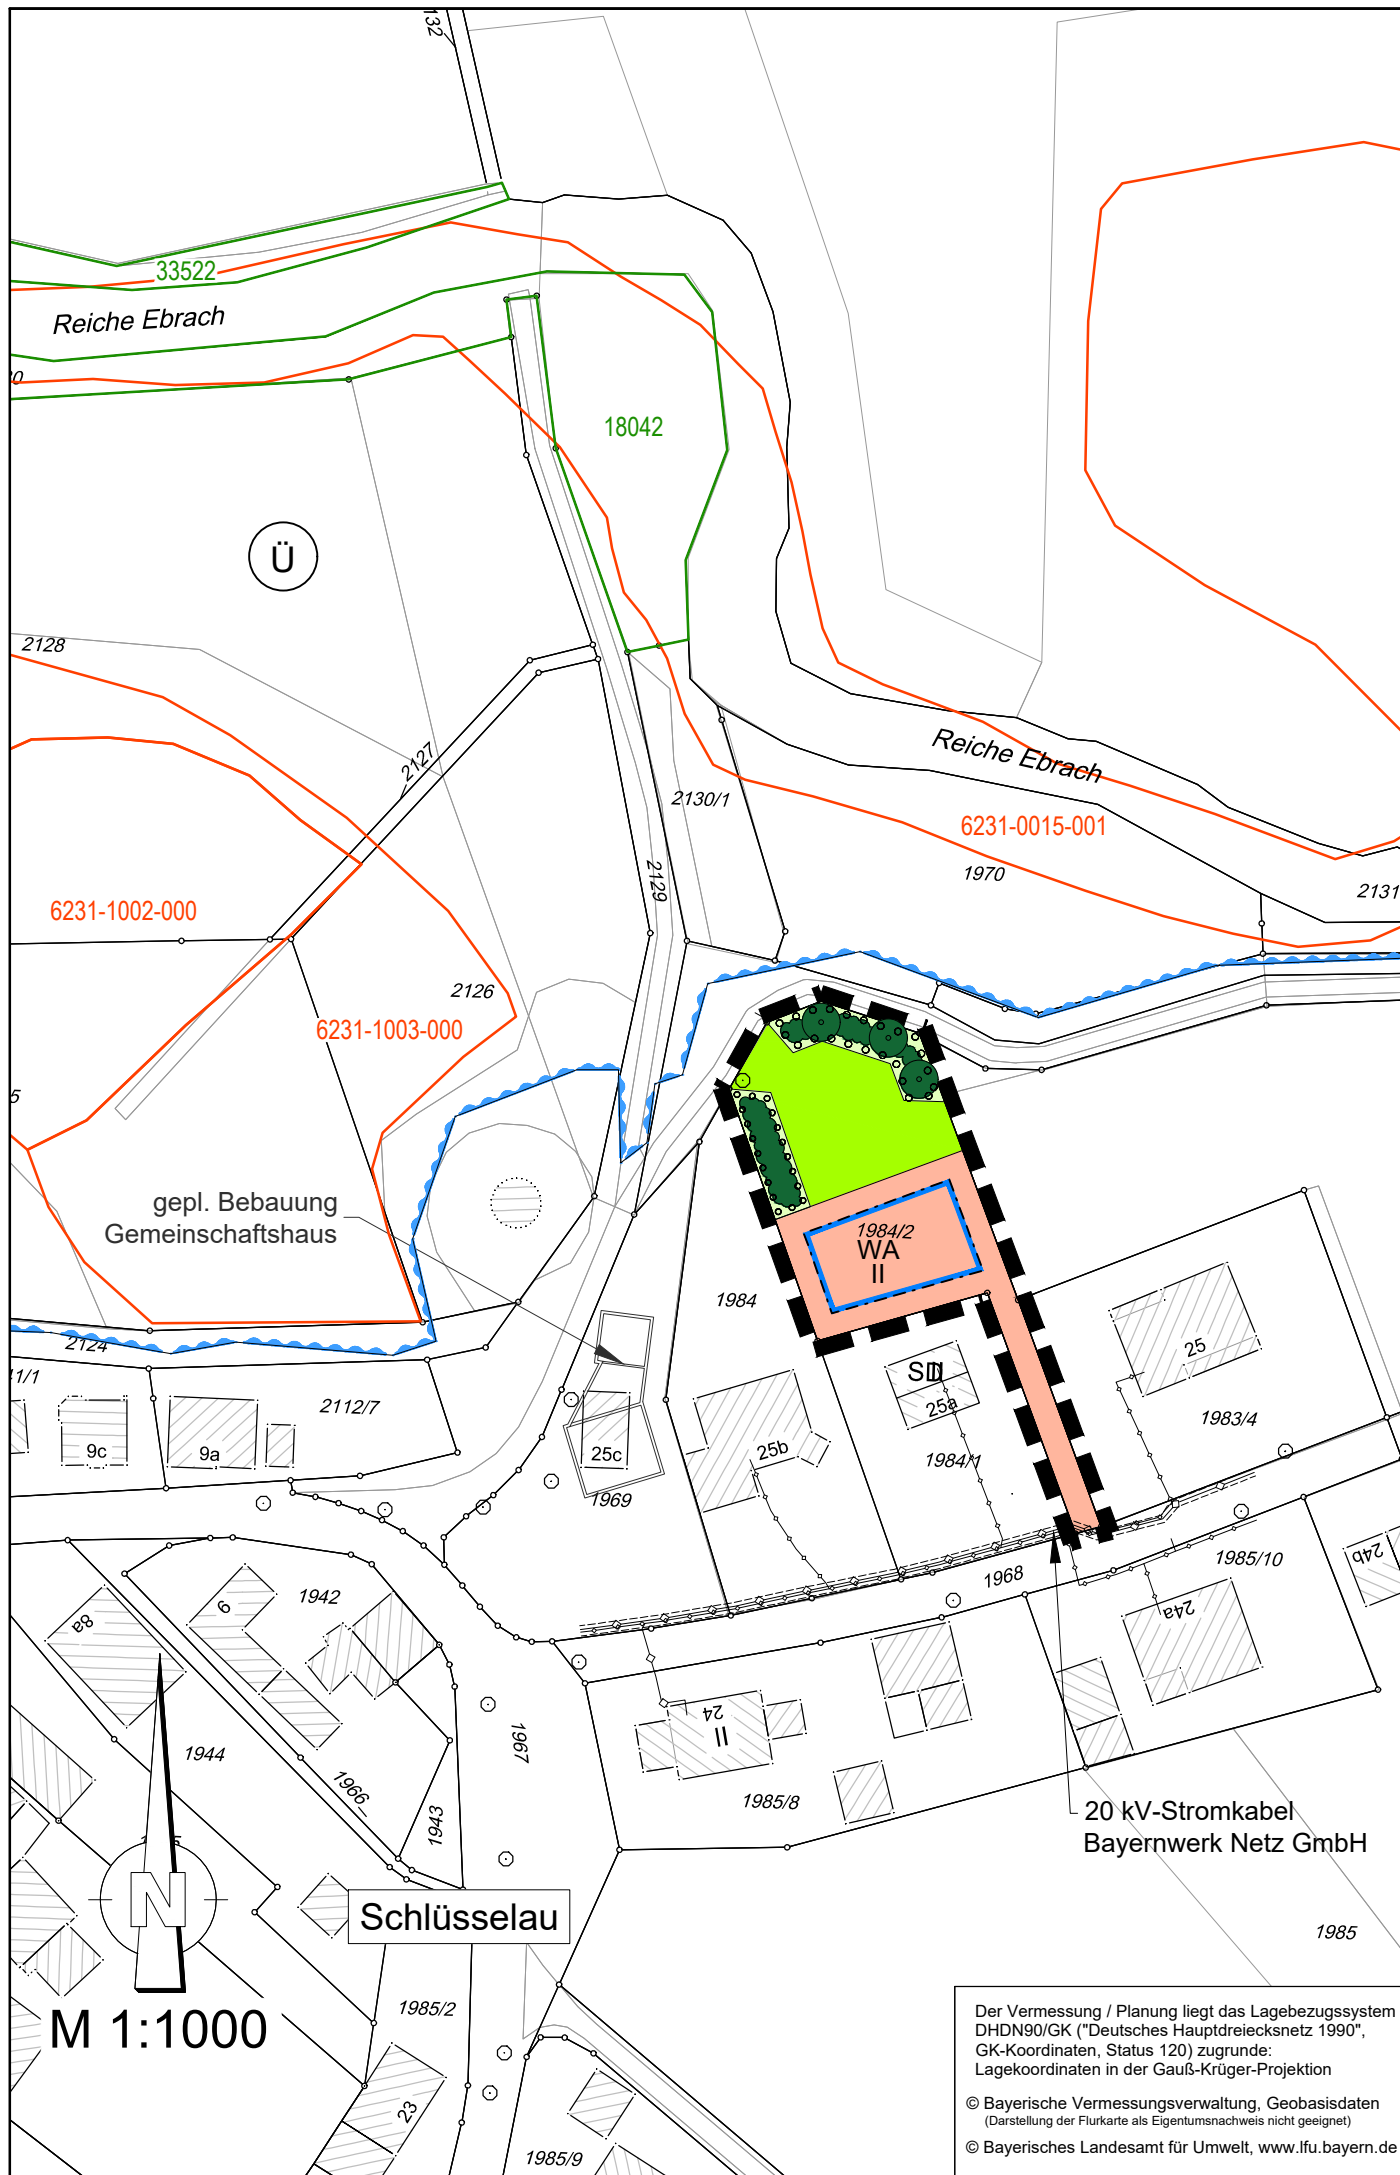 132
33522
Reiche Ebrach
18042
Ü
2128
2127
2130/1
Reiche Ebrach
6231-0015-001
1970
2131
2129
6231-1002-000
2126
6231-1003-000
5
gepl. Bebauung
Gemeinschaftshaus
1984/2
WA
II
1984
2124
41/1
2112/7
9c
9a
25c
1969
25b
25a
1984/1
25
1983/4
1968
1985/10
24b
24a
1942
9
8a
1944
1966
1943
1967
24
II
1985/8
20 kV-Stromkabel
Bayernwerk Netz GmbH
1985
N
Schlüsselau
M 1:1000
1985/2
23
1985/9
Der Vermessung / Planung liegt das Lagebezugssystem
DHDN90/GK ("Deutsches Hauptdreiecksnetz 1990",
GK-Koordinaten, Status 120) zugrunde:
Lagekoordinaten in der Gauß-Krüger-Projektion
© Bayerische Vermessungsverwaltung, Geobasisdaten
(Darstellung der Flurkarte als Eigentumsnachweis nicht geeignet)
© Bayerisches Landesamt für Umwelt, www.lfu.bayern.de